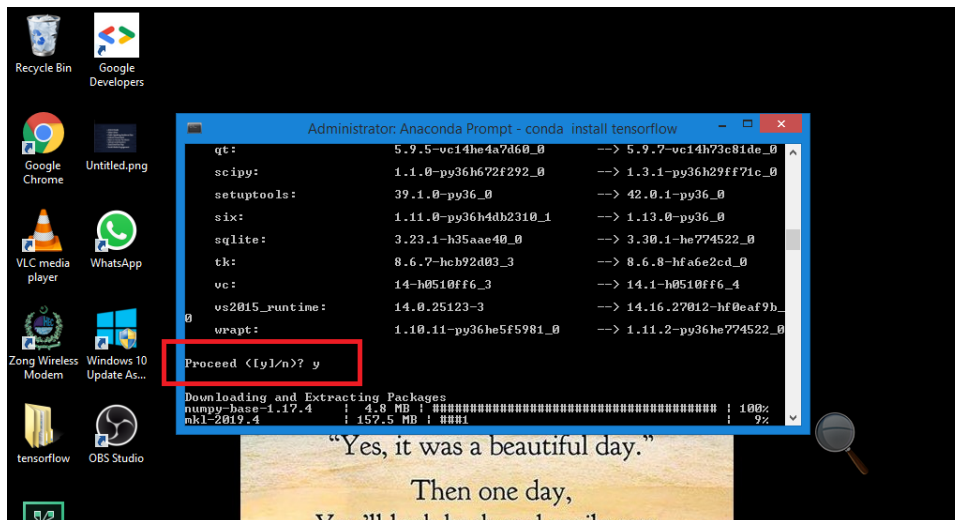 Recycle Bin
Google
Developers
Google
Chrome
Untitled.png
VLC media
player
WhatsApp
Zong Wireless
Modem
Windows 10
Update As...
tensorflow
OBS Studio
Administrator: Anaconda Prompt - conda install tensorflow
qt: 5.9.5-vc14he4a7d60_0 --> 5.9.7-vc14h73c81de_0
scipy: 1.1.0-py36h672f292_0 --> 1.3.1-py36h29ff71c_0
setuptools: 39.1.0-py36_0 --> 42.0.1-py36_0
six: 1.11.0-py36h4db2310_1 --> 1.13.0-py36_0
sqlite: 3.23.1-h35aae40_0 --> 3.30.1-he774522_0
tk: 8.6.7-hcb92d03_3 --> 8.6.8-hfa6e2cd_0
vc: 14-h0510ff6_3 --> 14.1-h0510ff6_4
vs2015_runtime: 14.0.25123-3 --> 14.16.27012-hf0eaf9b_
0
wrapt: 1.10.11-py36he5f5981_0 --> 1.11.2-py36he774522_0
Proceed ([y]/n)? y
Downloading and Extracting Packages
numpy-base-1.17.4 | 4.8 MB | ####################################### | 100%
mkl-2019.4 | 157.5 MB | ###1 | 9%
“Yes, it was a beautiful day.”
Then one day,